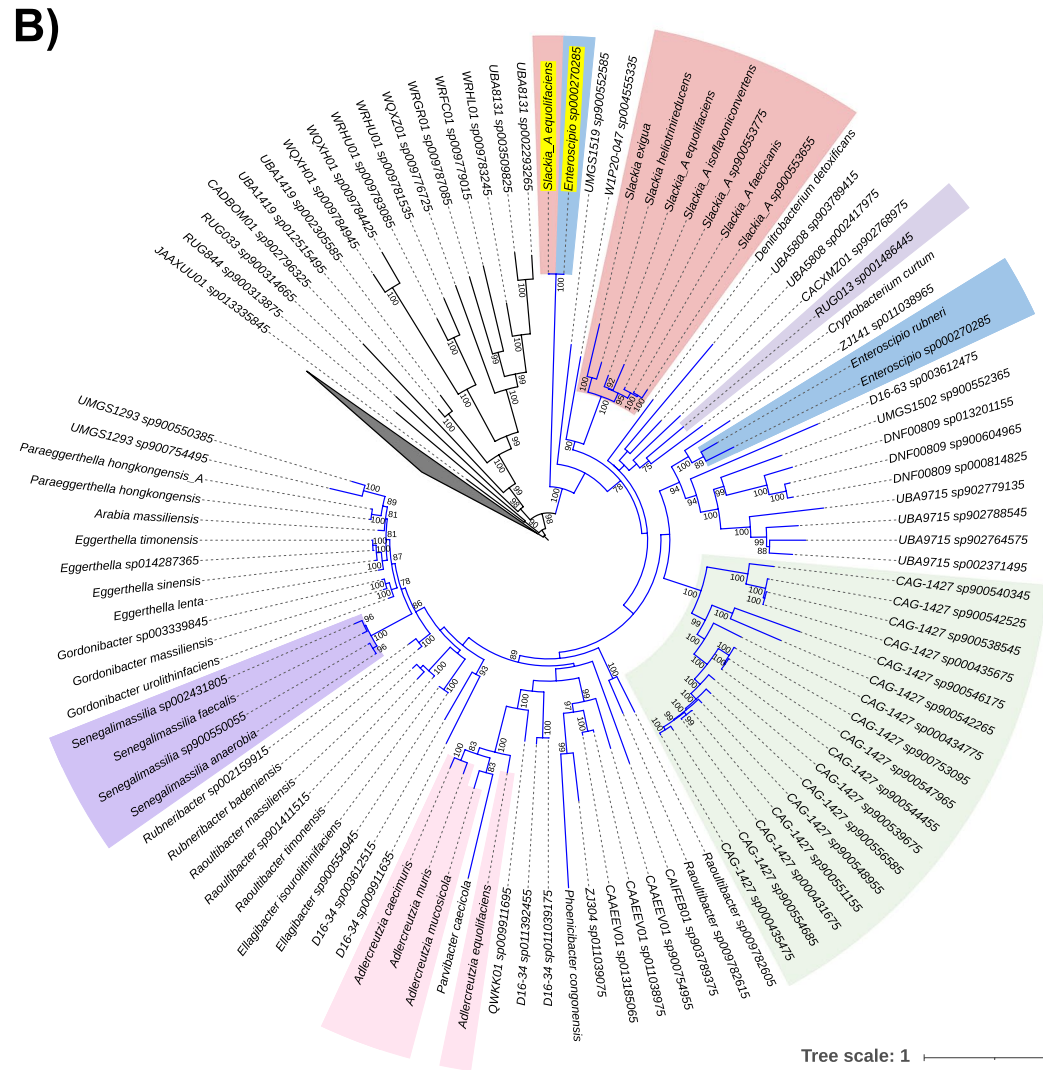 B)
JAAXUU01 sp013335845
RUG844 sp900313875
RUG033 sp900314665
CADBOM01 sp902796325
UBA1419 sp012515495
UBA1419 sp002305585
WQXH01 sp009784945
WQXH01 sp009784425
WRHU01 sp009783085
WRHU01 sp009781535
WQXZ01 sp009776725
WRGR01 sp009787085
WRFC01 sp009779015
WRHL01 sp009783245
UBA8131 sp003509825
UBA8131 sp002293265
Slackia_A equolifaciens
Enteroscipio sp000270285
UMGS1519 sp900552585
W1P20-047 sp004555335
Slackia exigua
Slackia heliotrinireducens
Slackia_A equolifaciens
Slackia_A isoflavoniconvertens
Slackia_A sp900553775
Slackia_A faecicanis
Slackia_A sp900553655
Denitrobacterium detoxificans
UBA5808 sp903789415
UBA5808 sp002417975
CACXMZ01 sp902768975
RUG013 sp001486445
Cryptobacterium curtum
ZJ141 sp011038965
Enteroscipio rubneri
Enteroscipio sp000270285
D16-63 sp003612475
UMGS1502 sp900552365
DNF00809 sp013201155
DNF00809 sp900604965
DNF00809 sp000814825
UBA9715 sp902779135
UBA9715 sp902788545
UBA9715 sp902764575
UBA9715 sp002371495
CAG-1427 sp900540345
CAG-1427 sp900542525
CAG-1427 sp900538545
CAG-1427 sp000435675
CAG-1427 sp900546175
CAG-1427 sp900542265
CAG-1427 sp000434775
CAG-1427 sp900753095
CAG-1427 sp900547965
CAG-1427 sp900544455
CAG-1427 sp900539675
CAG-1427 sp900556585
CAG-1427 sp900548955
CAG-1427 sp900551155
CAG-1427 sp000431675
CAG-1427 sp900554685
CAG-1427 sp000435475
Raoultibacter sp009782605
Raoultibacter sp009782615
CAIFEB01 sp903789375
CAAEEV01 sp900754955
CAAEEV01 sp011038975
CAAEEV01 sp013185065
ZJ304 sp011039075
Phoenicibacter congonensis
D16-34 sp011039175
D16-34 sp011392455
QWKK01 sp009911695
Adlercreutzia equolifaciens
Parvibacter caecicola
Adlercreutzia mucosicola
Adlercreutzia muris
Adlercreutzia caecimuris
D16-34 sp009911635
D16-34 sp003612515
Ellagibacter sp900554945
Ellagibacter isourolithinifaciens
Raoultibacter timonensis
Raoultibacter sp901411515
Raoultibacter massiliensis
Rubneribacter badeniensis
Rubneribacter sp002159915
Senegalimassilia anaerobia
Senegalimassilia sp900550055
Senegalimassilia faecalis
Senegalimassilia sp002431805
Gordonibacter urolithinfaciens
Gordonibacter massiliensis
Gordonibacter sp003339845
Eggerthella lenta
Eggerthella sinensis
Eggerthella sp014287365
Eggerthella timonensis
Arabia massiliensis
Paraeggerthella hongkongensis
Paraeggerthella hongkongensis_A
UMGS1293 sp900754495
UMGS1293 sp900550385
Tree scale: 1